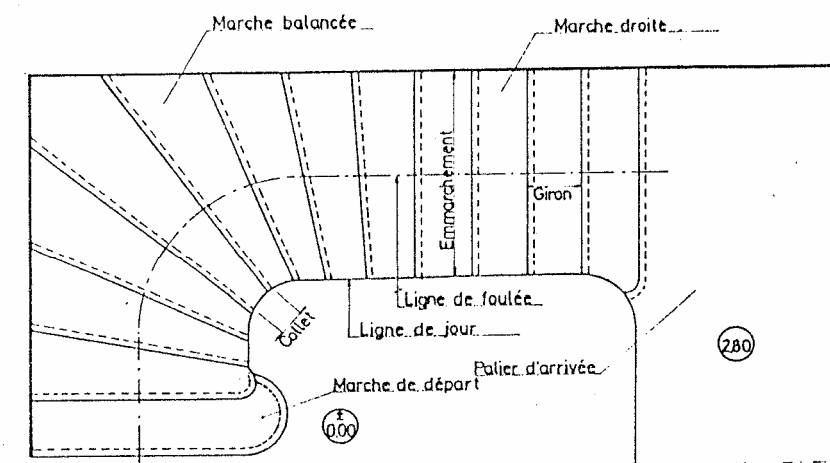 Marche balancée
Marche droite
Emmarchement
Giron
Ligne de foulée
Collet
Ligne de jour
Palier d'arrivée
2.80
Marche de départ
±
0.00